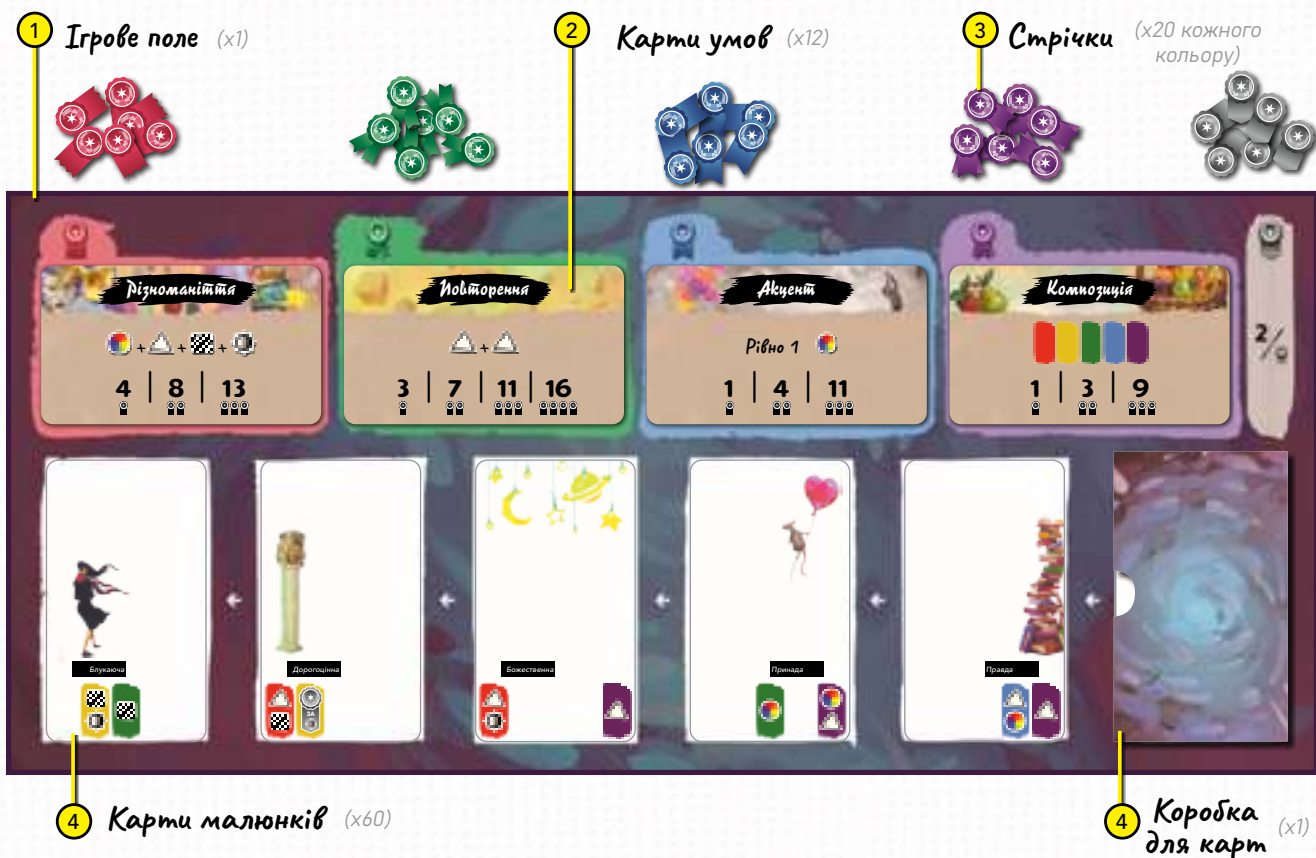 1 Ігрове поле (x1)
2 Карти умов (x12)
3 Стрічки (x20 кожного
кольору)
Різноманіття
+ + +
4 | 8 | 13
Повторення
+
3 | 7 | 11 | 16
Акцент
Рівно 1
1 | 4 | 11
Композиція
1 | 3 | 9
2/
Блукаюча
Дорогоцінна
ЗА
Божественна
Принада
Правда
4 Карти малюнків (x60)
4 Коробка
для карт (x1)